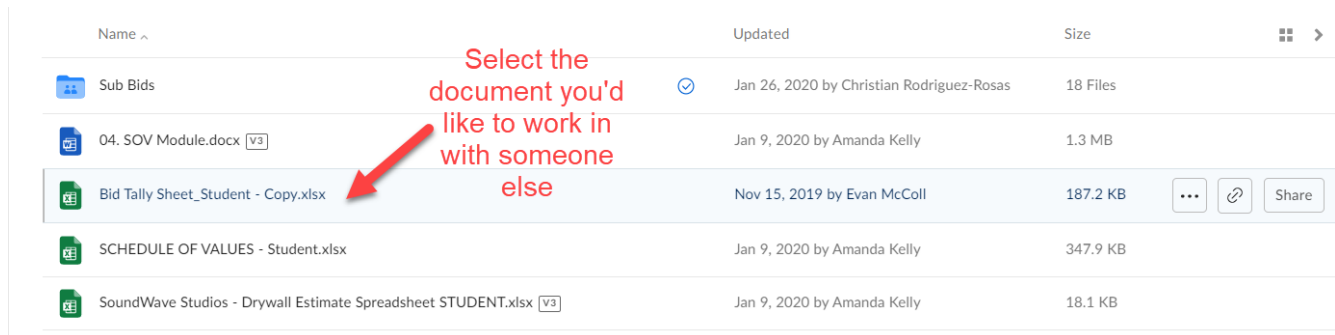 Name Updated Size
Select the
document you'd
like to work in
with someone
else
Sub Bids Jan 26, 2020 by Christian Rodriguez-Rosas 18 Files
04. SOV Module.docx V3 Jan 9, 2020 by Amanda Kelly 1.3 MB
Bid Tally Sheet_Student - Copy.xlsx Nov 15, 2019 by Evan McColl 187.2 KB ••• Share
SCHEDULE OF VALUES - Student.xlsx Jan 9, 2020 by Amanda Kelly 347.9 KB
SoundWave Studios - Drywall Estimate Spreadsheet STUDENT.xlsx V3 Jan 9, 2020 by Amanda Kelly 18.1 KB